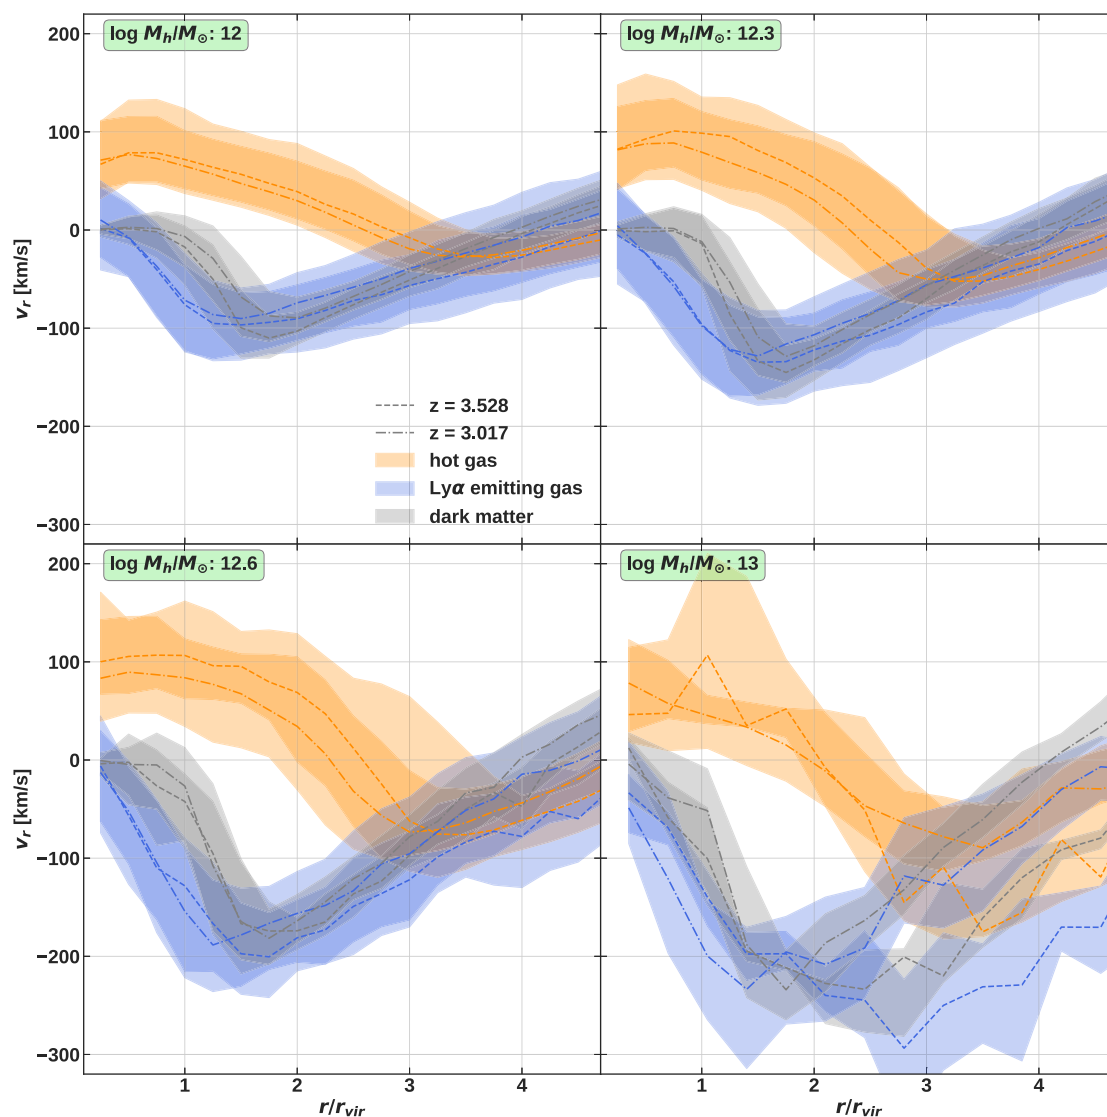 log M_h/M_⊙: 12
log M_h/M_⊙: 12.3
200
100
0
−100
−200
−300
v_r [km/s]
z = 3.528
z = 3.017
hot gas
Lyα emitting gas
dark matter
log M_h/M_⊙: 12.6
log M_h/M_⊙: 13
200
100
0
−100
−200
−300
v_r [km/s]
1 2 3 4 1 2 3 4
r/r_vir r/r_vir